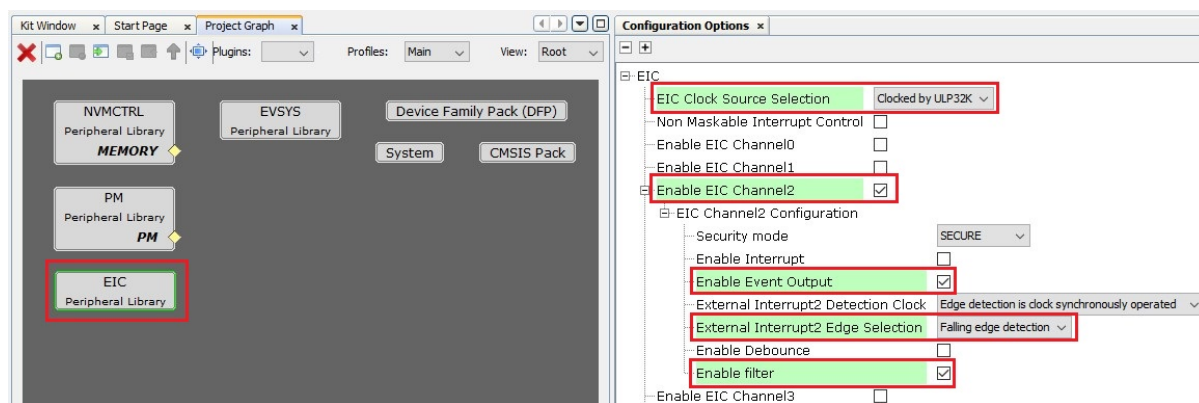 Kit Window x Start Page x Project Graph x
Plugins: Profiles: Main View: Root
NVMCTRL
Peripheral Library
MEMORY
EVSYS
Peripheral Library
Device Family Pack (DFP)
System CMSIS Pack
PM
Peripheral Library
PM
EIC
Peripheral Library
Configuration Options x
EIC
EIC Clock Source Selection Clocked by ULP32K
Non Maskable Interrupt Control
Enable EIC Channel0
Enable EIC Channel1
Enable EIC Channel2
EIC Channel2 Configuration
Security mode SECURE
Enable Interrupt
Enable Event Output
External Interrupt2 Detection Clock Edge detection is clock synchronously operated
External Interrupt2 Edge Selection Falling edge detection
Enable Debounce
Enable filter
Enable EIC Channel3